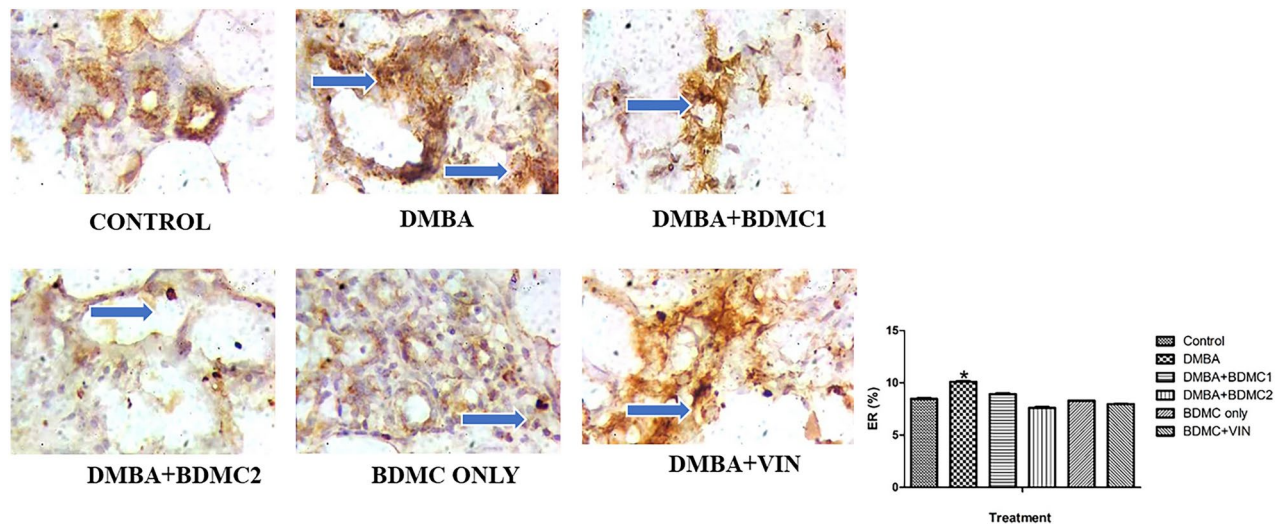 CONTROL
DMBA
DMBA+BDMC1
DMBA+BDMC2
BDMC ONLY
DMBA+VIN
15
10
5
0
ER (%)
*
Treatment
Control
DMBA
DMBA+BDMC1
DMBA+BDMC2
BDMC only
BDMC+VIN